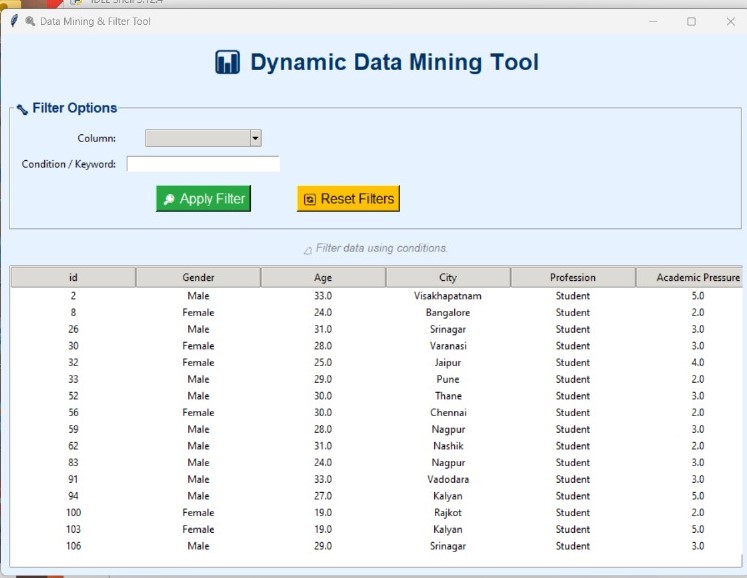 IDLE Shell 3.12.4
Data Mining & Filter Tool
Dynamic Data Mining Tool
Filter Options
Column:
Condition / Keyword:
Apply Filter Reset Filters
Filter data using conditions.
id Gender Age City Profession Academic Pressure
2 Male 33.0 Visakhapatnam Student 5.0
8 Female 24.0 Bangalore Student 2.0
26 Male 31.0 Srinagar Student 3.0
30 Female 28.0 Varanasi Student 3.0
32 Female 25.0 Jaipur Student 4.0
33 Male 29.0 Pune Student 2.0
52 Male 30.0 Thane Student 3.0
56 Female 30.0 Chennai Student 2.0
59 Male 28.0 Nagpur Student 3.0
62 Male 31.0 Nashik Student 2.0
83 Male 24.0 Nagpur Student 3.0
91 Male 33.0 Vadodara Student 3.0
94 Male 27.0 Kalyan Student 5.0
100 Female 19.0 Rajkot Student 2.0
103 Female 19.0 Kalyan Student 5.0
106 Male 29.0 Srinagar Student 3.0